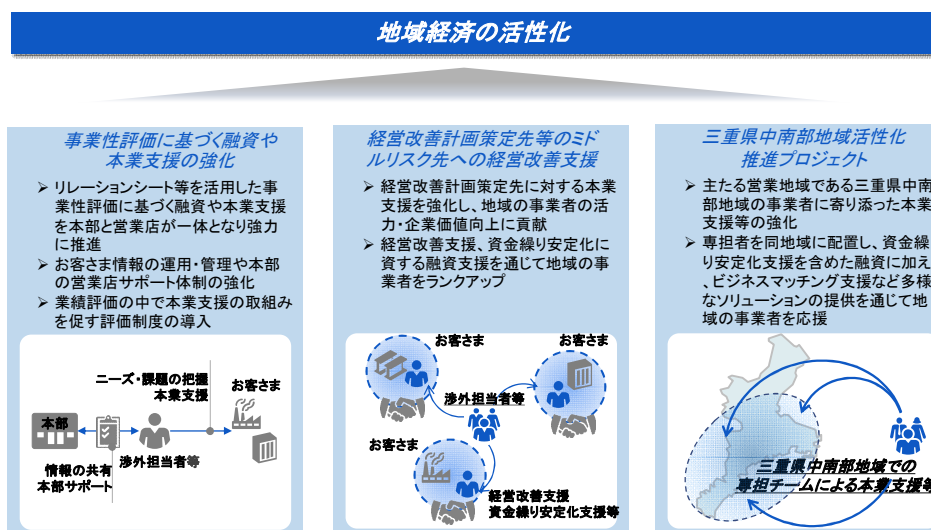 地域経済の活性化
事業性評価に基づく融資や
本業支援の強化
➢ リレーションシート等を活用した事
業性評価に基づく融資や本業支援
を本部と営業店が一体となり強力
に推進
➢ お客さま情報の運用・管理や本部
の営業店サポート体制の強化
➢ 業績評価の中で本業支援の取組み
を促す評価制度の導入
ニーズ・課題の把握
本業支援
お客さま
本部
渉外担当者等
情報の共有
本部サポート
経営改善計画策定先等のミド
ルリスク先への経営改善支援
➢ 経営改善計画策定先に対する本業
支援を強化し、地域の事業者の活
力・企業価値向上に貢献
➢ 経営改善支援、資金繰り安定化に
資する融資支援を通じて地域の事
業者をランクアップ
お客さま
お客さま
渉外担当者等
お客さま
経営改善支援
資金繰り安定化支援等
三重県中南部地域活性化
推進プロジェクト
➢ 主たる営業地域である三重県中南
部地域の事業者に寄り添った本業
支援等の強化
➢ 専担者を同地域に配置し、資金繰
り安定化支援を含めた融資に加え
、ビジネスマッチング支援など多様
なソリューションの提供を通じて地
域の事業者を応援
三重県中南部地域での
専担チームによる本業支援等